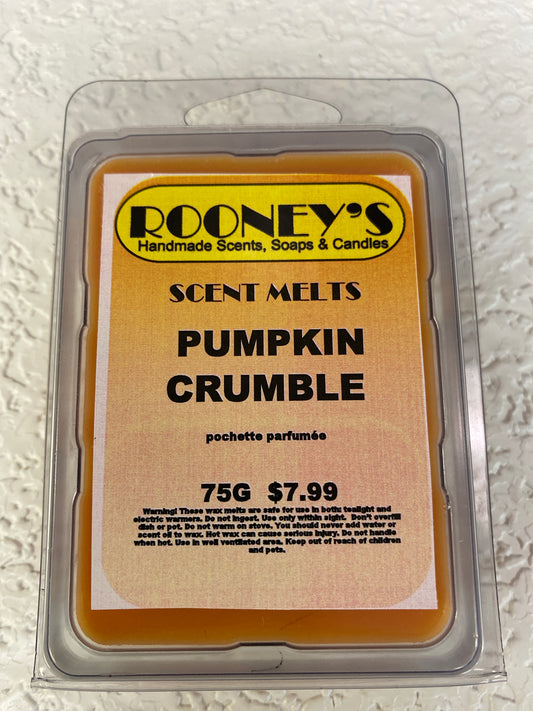 ROONEY'S
Handmade Scents, Soaps & Candles
SCENT MELTS
PUMPKIN
CRUMBLE
pochette parfumée
75G $7.99
Warning! These wax melts are safe for use in both: tealight and
electric warmers. Do not ingest. Use only within sight. Don't overfill
dish or pot. Do not warm on stove. You should never add water or
scent oil to wax. Hot wax can cause serious injury. Do not handle
when hot. Use in well ventilated area. Keep out of reach of children
and pets.